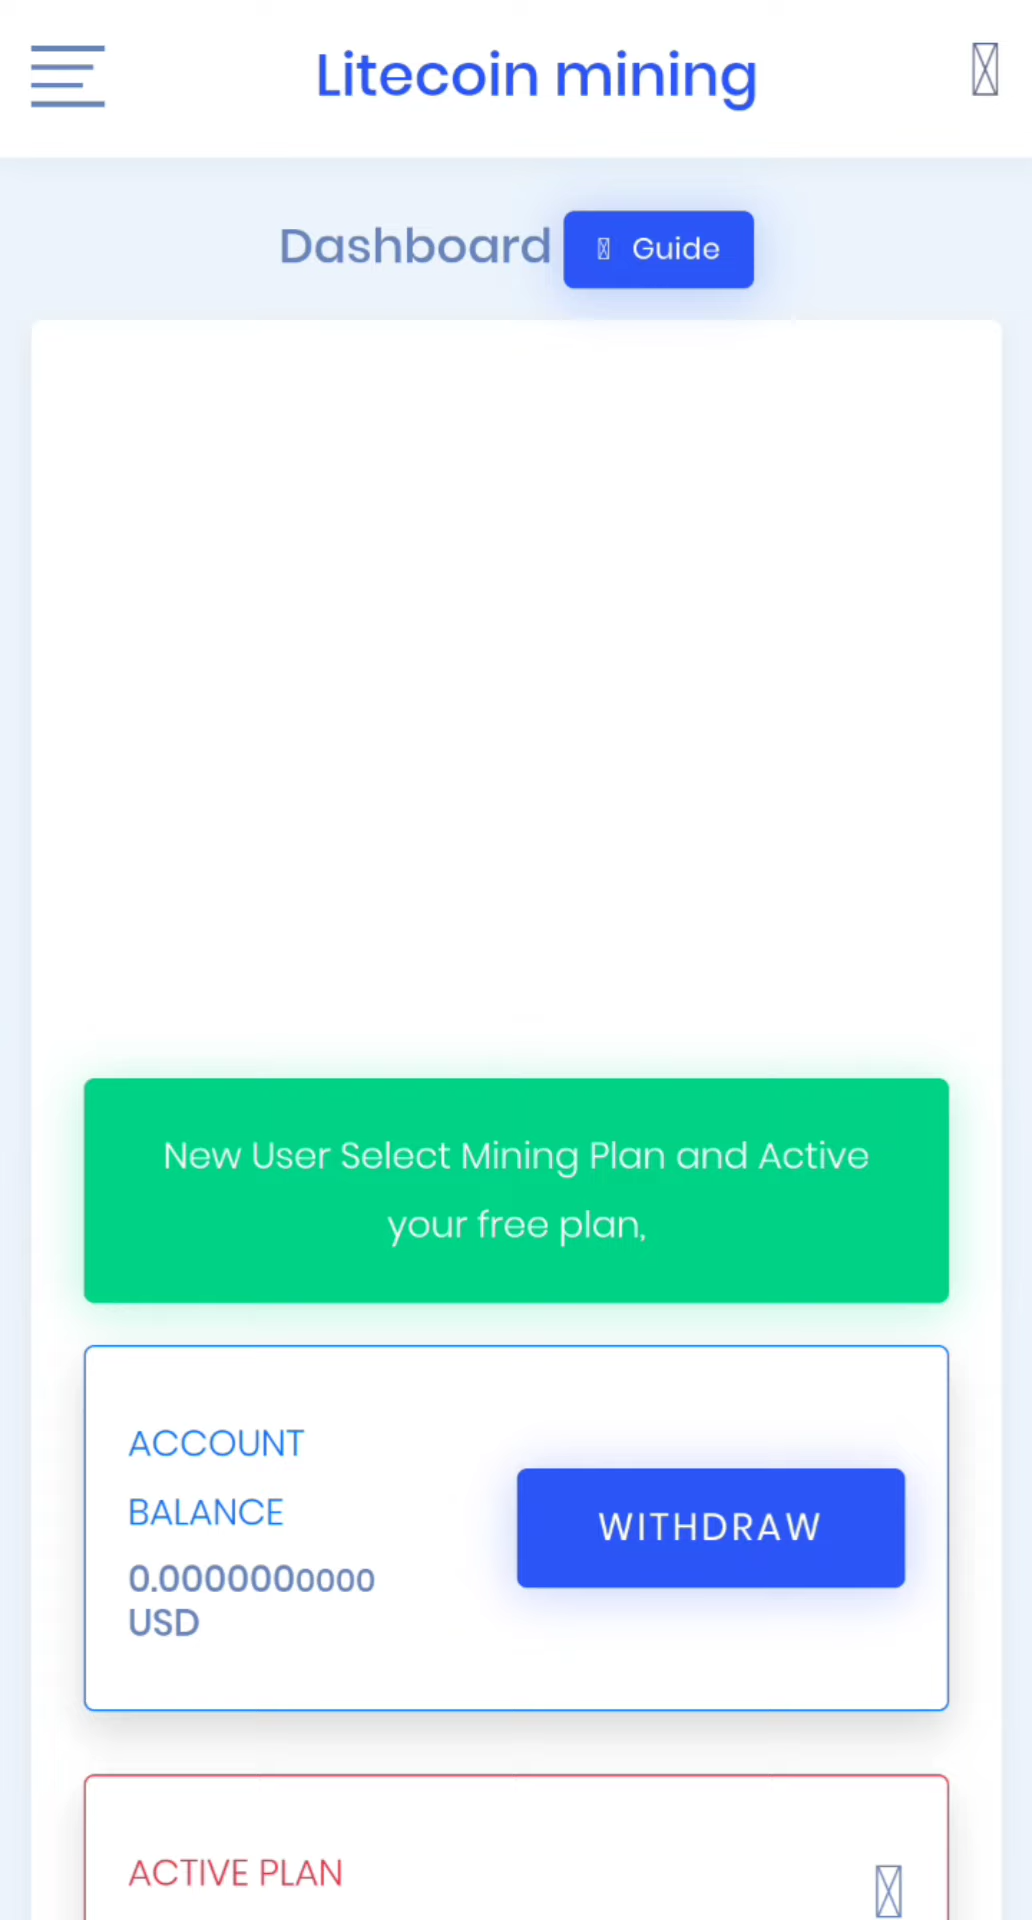 Litecoin mining
Dashboard
Guide
New User Select Mining Plan and Active
your free plan,
ACCOUNT
BALANCE
WITHDRAW
0.00000000000
USD
ACTIVE PLAN